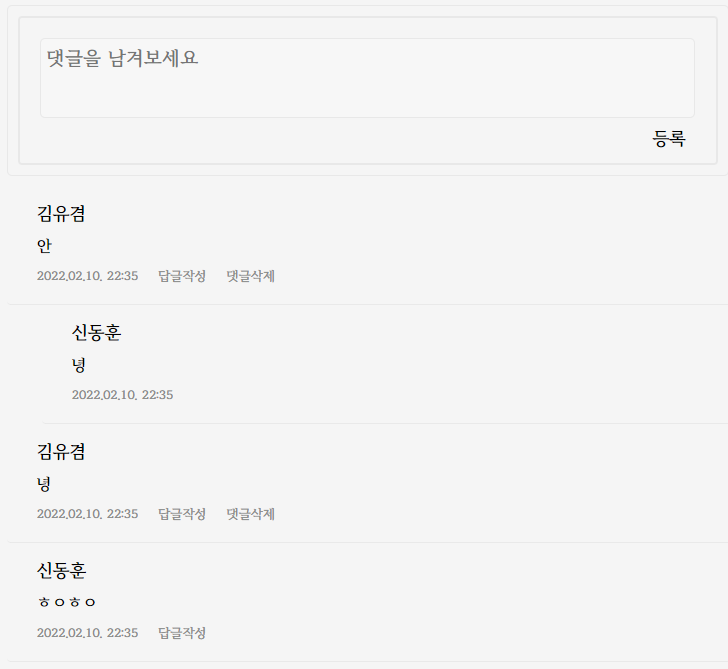 댓글을 남겨보세요
등록
김유겸
안
2022.02.10. 22:35 답글작성 댓글삭제
신동훈
녕
2022.02.10. 22:35
김유겸
녕
2022.02.10. 22:35 답글작성 댓글삭제
신동훈
ㅎㅇㅎㅇ
2022.02.10. 22:35 답글작성